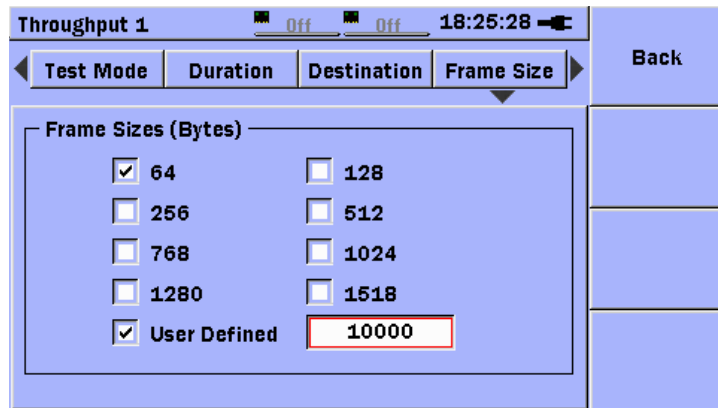 Throughput 1 Off Off 18:25:28
Back
Test Mode Duration Destination Frame Size
Frame Sizes (Bytes)
64 128
256 512
768 1024
1280 1518
User Defined 10000